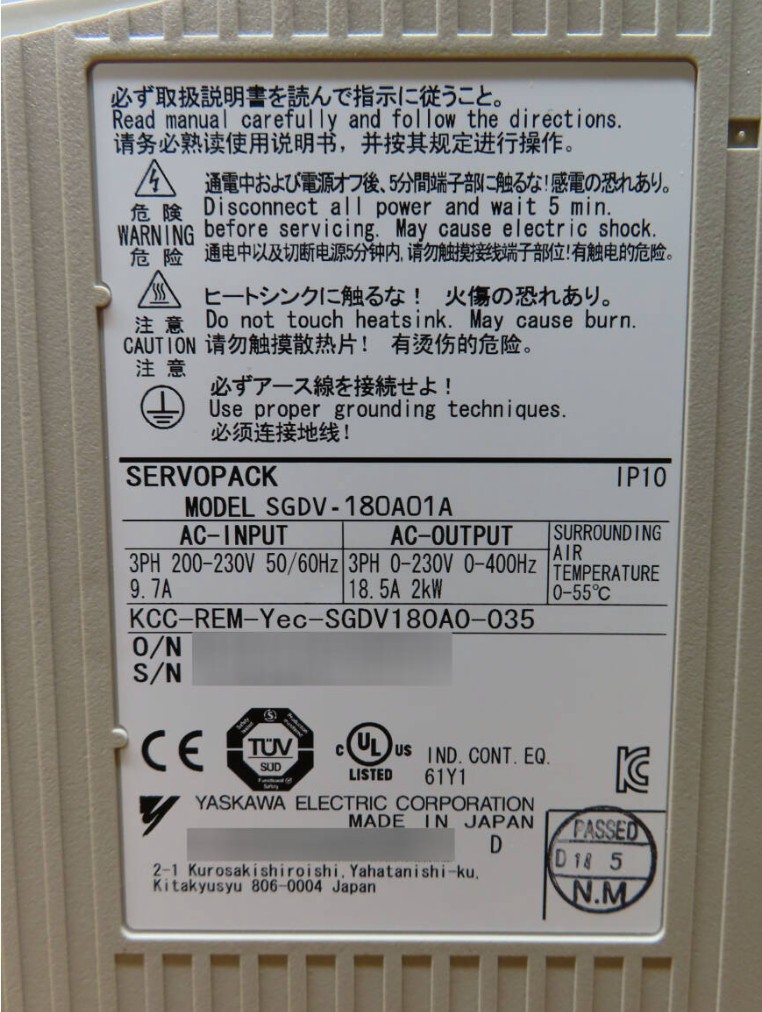 必ず取扱説明書を読んで指示に従うこと。
Read manual carefully and follow the directions.
请务必熟读使用说明书，并按其规定进行操作。
危 険
WARNING
危 险
通電中および電源オフ後、5分間端子部に触るな！感電の恐れあり。
Disconnect all power and wait 5 min.
before servicing. May cause electric shock.
通电中以及切断电源5分钟内，请勿触摸接线端子部位！有触电的危险。
注 意
CAUTION
注 意
ヒートシンクに触るな！ 火傷の恐れあり。
Do not touch heatsink. May cause burn.
请勿触摸散热片！ 有烫伤的危险。
必ずアース線を接続せよ！
Use proper grounding techniques.
必须连接地线！
SERVOPACK IP10
MODEL SGDV-180A01A
AC-INPUT
3PH 200-230V 50/60Hz
9.7A
AC-OUTPUT
3PH 0-230V 0-400Hz
18.5A 2kW
SURROUNDING
AIR
TEMPERATURE
0-55℃
KCC-REM-Yec-SGDV180A0-035
O/N
S/N
CE
TÜV
SÜD
Functional
Safety
C UL US
LISTED
IND. CONT. EQ.
61Y1
YASKAWA ELECTRIC CORPORATION
MADE IN JAPAN
D
2-1 Kurosakishiroishi, Yahatanishi-ku,
Kitakyusyu 806-0004 Japan
PASSED
D 18 5
N.M